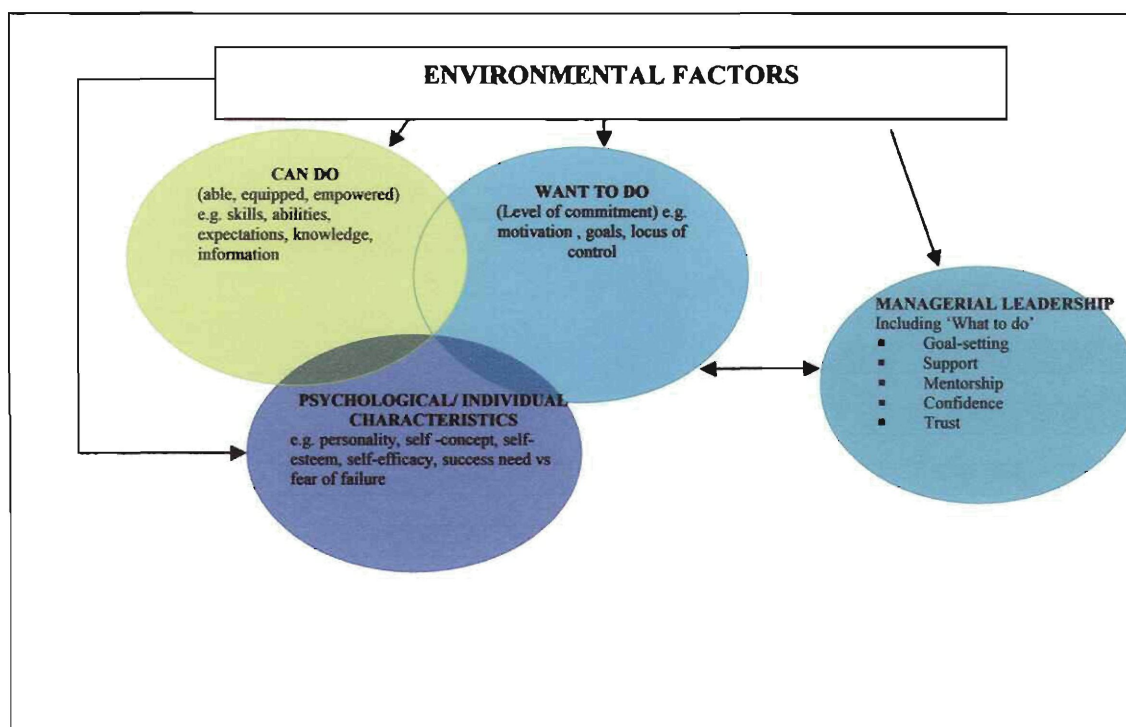 ENVIRONMENTAL FACTORS
CAN DO
(able, equipped, empowered)
e.g. skills, abilities,
expectations, knowledge,
information
WANT TO DO
(Level of commitment) e.g.
motivation , goals, locus of
control
MANAGERIAL LEADERSHIP
Including ‘What to do’
▪ Goal-setting
▪ Support
▪ Mentorship
▪ Confidence
▪ Trust
PSYCHOLOGICAL/ INDIVIDUAL
CHARACTERISTICS
e.g. personality, self -concept, self-
esteem, self-efficacy, success need vs
fear of failure